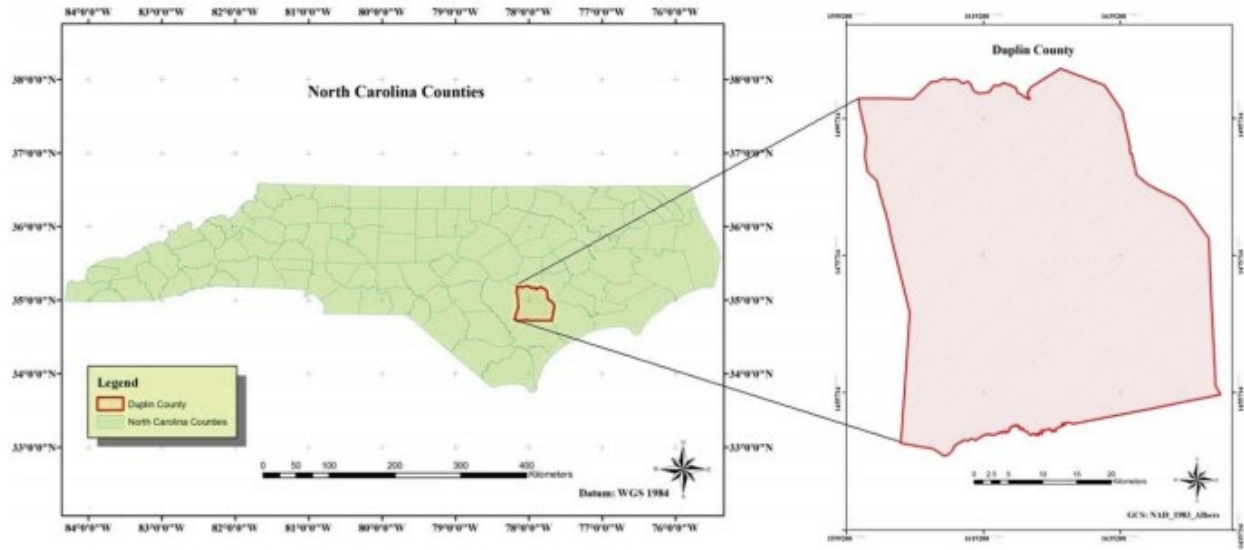 84°0'0"W 83°0'0"W 82°0'0"W 81°0'0"W 80°0'0"W 79°0'0"W 78°0'0"W 77°0'0"W 76°0'0"W
North Carolina Counties
38°0'0"N 38°0'0"N
37°0'0"N 37°0'0"N
36°0'0"N 36°0'0"N
35°0'0"N 35°0'0"N
34°0'0"N 34°0'0"N
33°0'0"N 33°0'0"N
Legend
Duplin County
North Carolina Counties
0 50 100 200 300 400
Kilometers
Datum: WGS 1984
84°0'0"W 83°0'0"W 82°0'0"W 81°0'0"W 80°0'0"W 79°0'0"W 78°0'0"W 77°0'0"W 76°0'0"W
Duplin County
0 2.5 5 10 15 20
Kilometers
GCS: NAD_1983_Albers